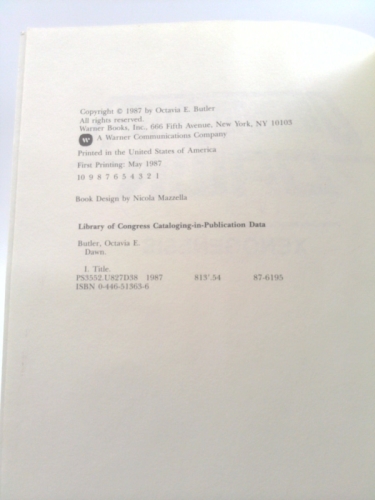 Copyright © 1987 by Octavia E. Butler
All rights reserved.
Warner Books, Inc., 666 Fifth Avenue, New York, NY 10103
W A Warner Communications Company
Printed in the United States of America
First Printing: May 1987
10 9 8 7 6 5 4 3 2 1
Book Design by Nicola Mazzella
Library of Congress Cataloging-in-Publication Data
Butler, Octavia E.
Dawn.
I. Title.
PS3552.U827D38 1987 813'.54 87-6195
ISBN 0-446-51363-6